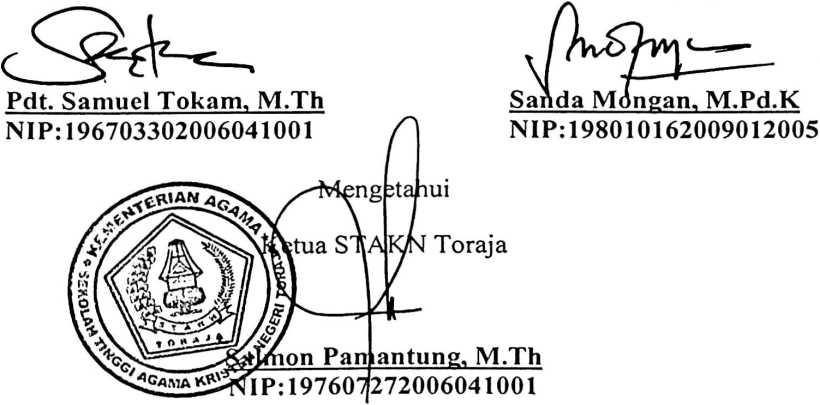 Pdt. Samuel Tokam, M.Th
NIP:196703302006041001
Sanda Mongan, M.Pd.K
NIP:198010162009012005
Mengetahui
Ketua STAKN Toraja
KEMENTERIAN AGAMA
SEKOLAH TINGGI AGAMA KRISTEN NEGERI TORAJA
STAKN
TORAJA
Salmon Pamantung, M.Th
NIP:197607272006041001